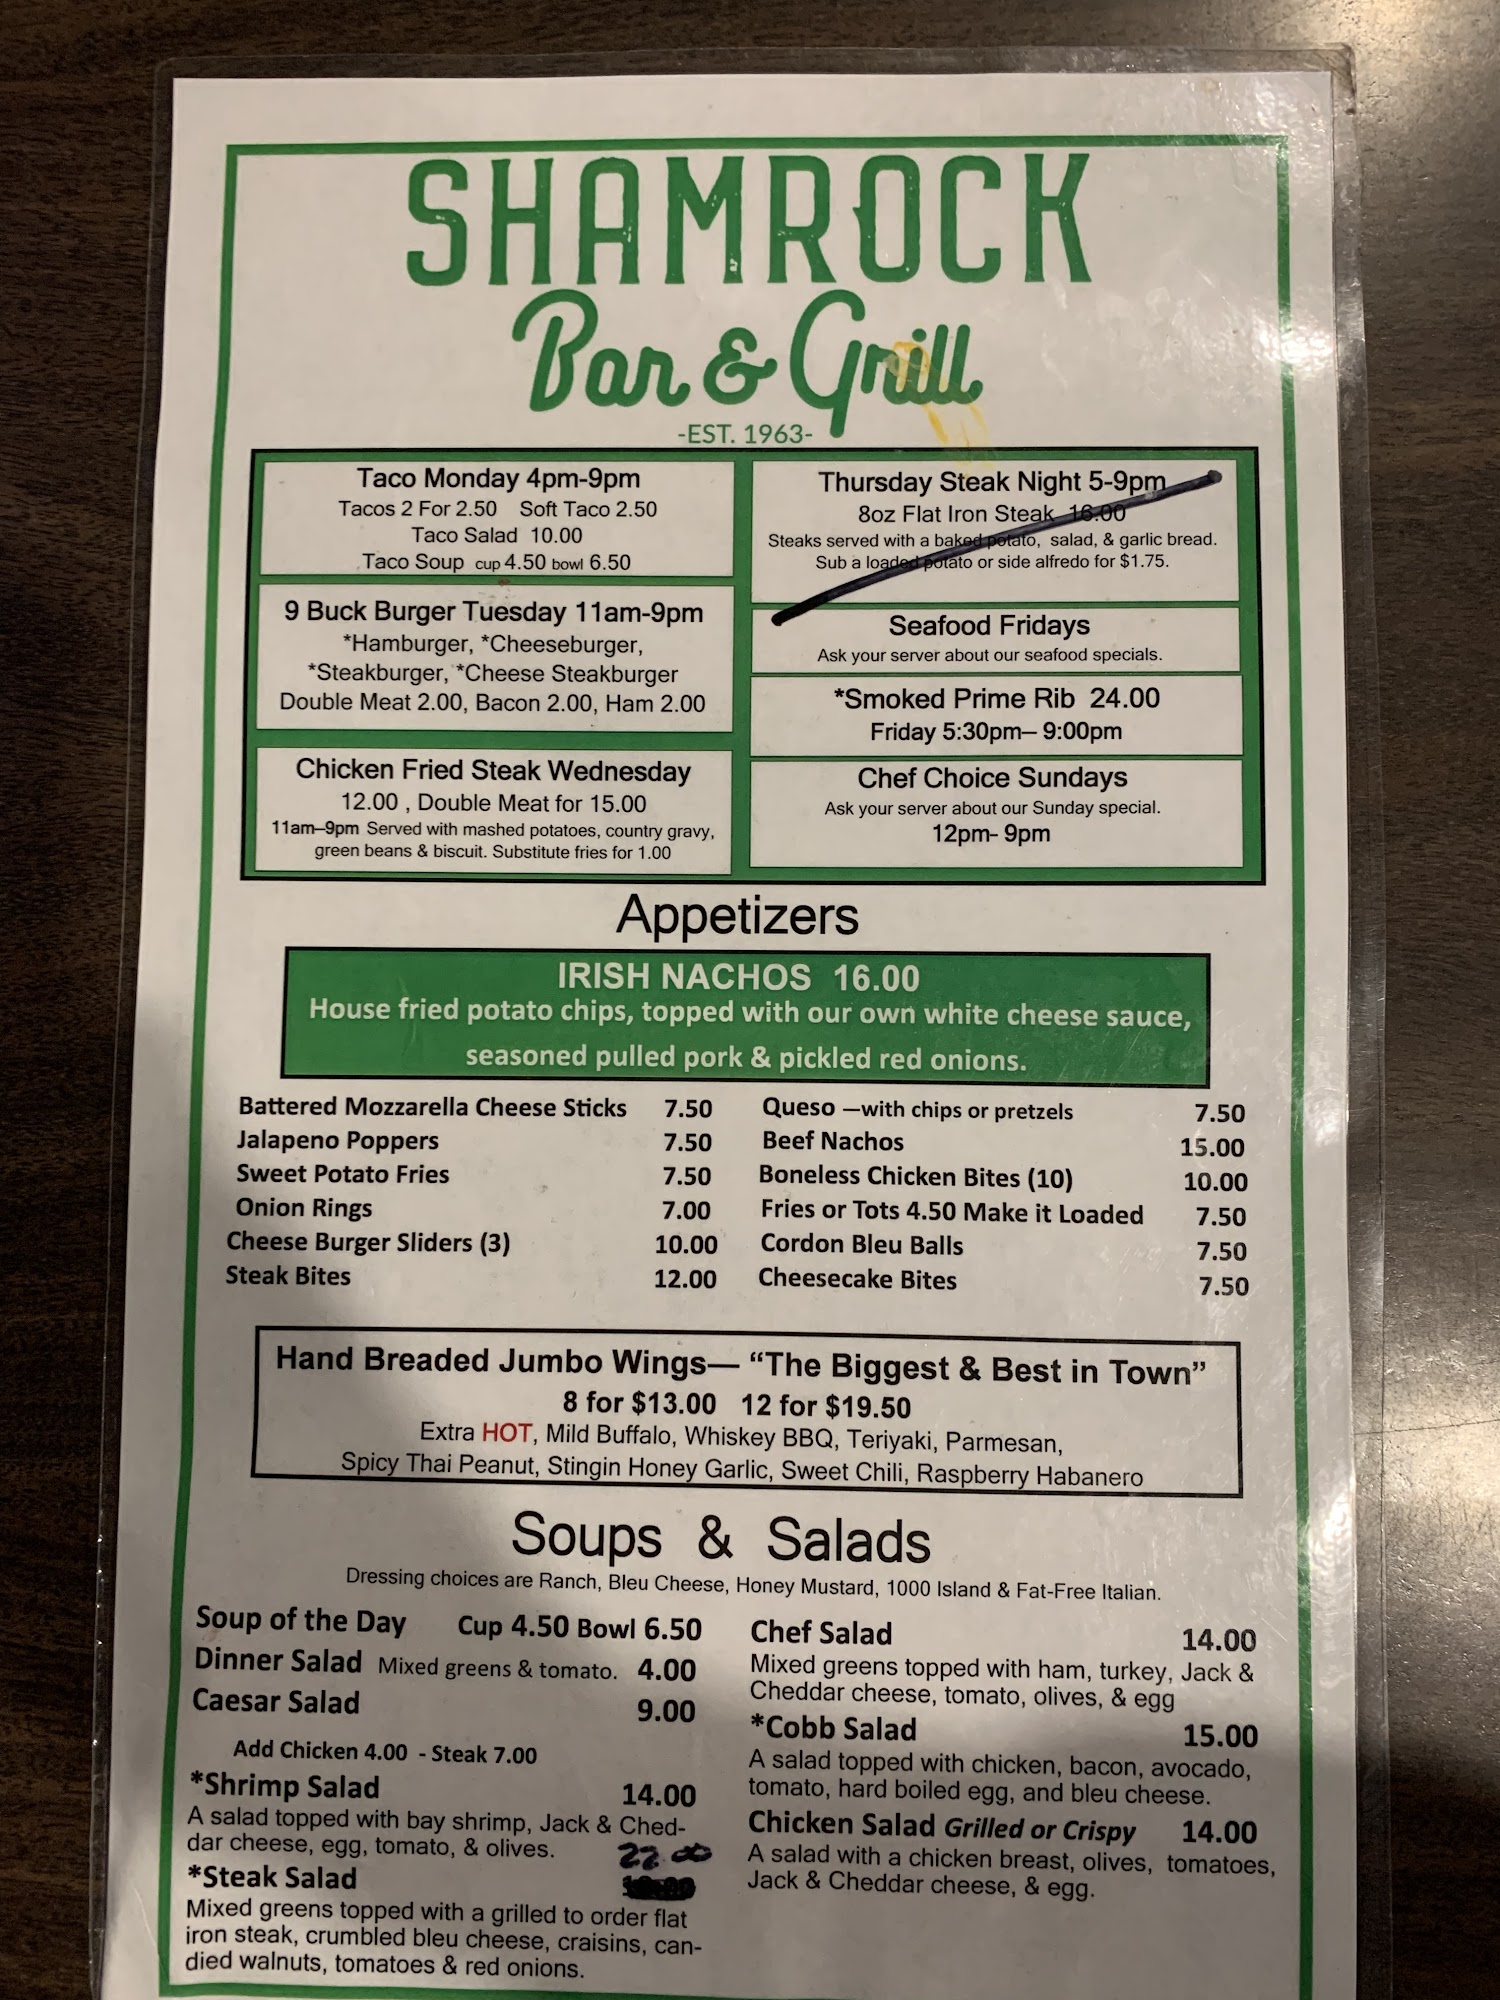 SHAMROCK
Bar & Grill
-EST. 1963-
Taco Monday 4pm-9pm
Tacos 2 For 2.50 Soft Taco 2.50
Taco Salad 10.00
Taco Soup cup 4.50 bowl 6.50
9 Buck Burger Tuesday 11am-9pm
*Hamburger, *Cheeseburger,
*Steakburger, *Cheese Steakburger
Double Meat 2.00, Bacon 2.00, Ham 2.00
Chicken Fried Steak Wednesday
12.00 , Double Meat for 15.00
11am–9pm Served with mashed potatoes, country gravy,
green beans & biscuit. Substitute fries for 1.00
Thursday Steak Night 5-9pm
8oz Flat Iron Steak 16.00
Steaks served with a baked potato, salad, & garlic bread.
Sub a loaded potato or side alfredo for $1.75.
Seafood Fridays
Ask your server about our seafood specials.
*Smoked Prime Rib 24.00
Friday 5:30pm– 9:00pm
Chef Choice Sundays
Ask your server about our Sunday special.
12pm- 9pm
Appetizers
IRISH NACHOS 16.00
House fried potato chips, topped with our own white cheese sauce,
seasoned pulled pork & pickled red onions.
Battered Mozzarella Cheese Sticks 7.50
Jalapeno Poppers 7.50
Sweet Potato Fries 7.50
Onion Rings 7.00
Cheese Burger Sliders (3) 10.00
Steak Bites 12.00
Queso —with chips or pretzels 7.50
Beef Nachos 15.00
Boneless Chicken Bites (10) 10.00
Fries or Tots 4.50 Make it Loaded 7.50
Cordon Bleu Balls 7.50
Cheesecake Bites 7.50
Hand Breaded Jumbo Wings— “The Biggest & Best in Town”
8 for $13.00 12 for $19.50
Extra HOT, Mild Buffalo, Whiskey BBQ, Teriyaki, Parmesan,
Spicy Thai Peanut, Stingin Honey Garlic, Sweet Chili, Raspberry Habanero
Soups & Salads
Dressing choices are Ranch, Bleu Cheese, Honey Mustard, 1000 Island & Fat-Free Italian.
Soup of the Day Cup 4.50 Bowl 6.50
Dinner Salad Mixed greens & tomato. 4.00
Caesar Salad 9.00
Add Chicken 4.00 - Steak 7.00
*Shrimp Salad 14.00
A salad topped with bay shrimp, Jack & Ched-
dar cheese, egg, tomato, & olives.
22.00
*Steak Salad
Mixed greens topped with a grilled to order flat
iron steak, crumbled bleu cheese, craisins, can-
died walnuts, tomatoes & red onions.
Chef Salad 14.00
Mixed greens topped with ham, turkey, Jack &
Cheddar cheese, tomato, olives, & egg
*Cobb Salad 15.00
A salad topped with chicken, bacon, avocado,
tomato, hard boiled egg, and bleu cheese.
Chicken Salad Grilled or Crispy 14.00
A salad with a chicken breast, olives, tomatoes,
Jack & Cheddar cheese, & egg.